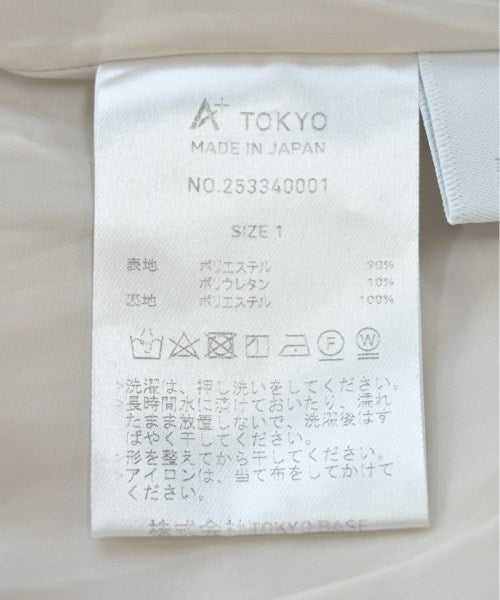 A+ TOKYO
MADE IN JAPAN
NO.253340001
SIZE 1
表地 ポリエステル 90%
ポリウレタン 10%
裏地 ポリエステル 100%
F W
>洗濯は、押し洗いをしてください。
>長時間水に漬けておいたり、濡れ
たまま放置しないで、洗濯後はす
ばやく干してください。
>形を整えてから干してください。
>アイロンは、当て布をしてかけて
ください。
株式会社TOKYO BASE